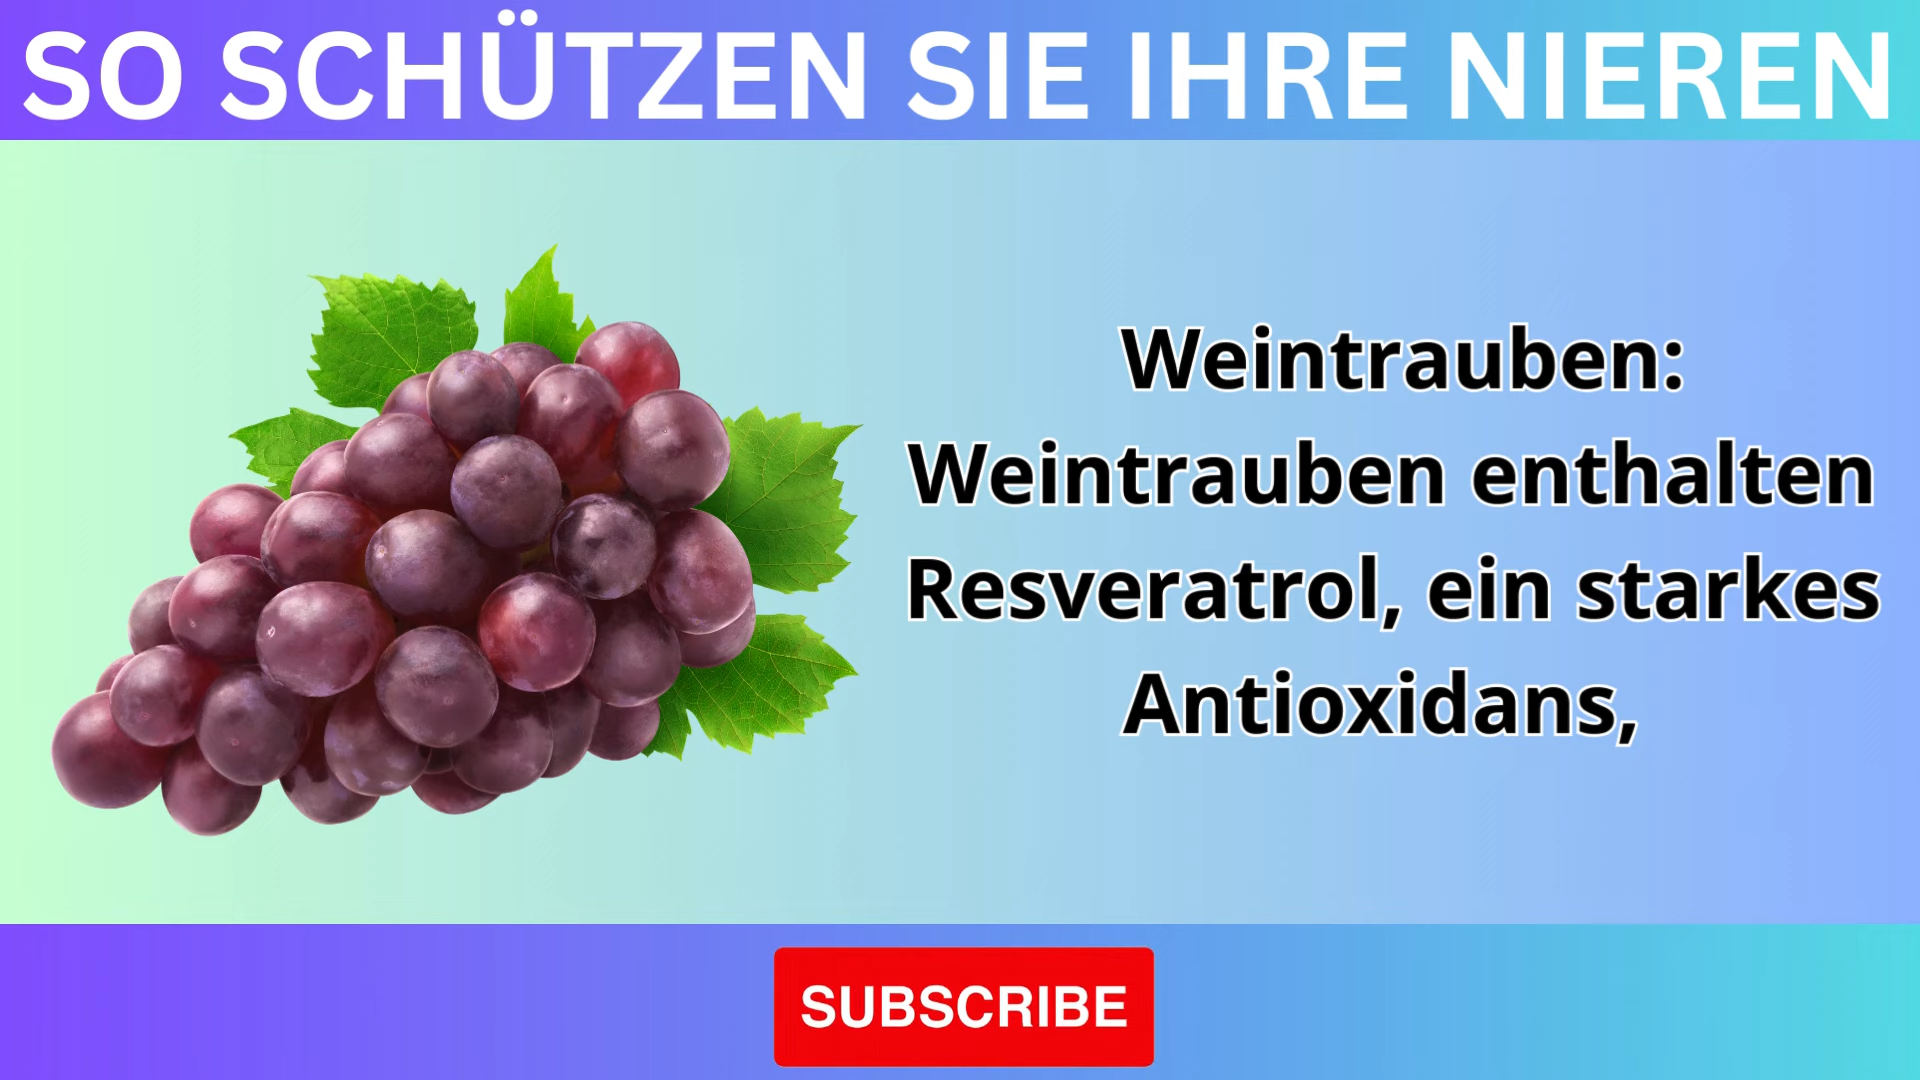 SO SCHÜTZEN SIE IHRE NIEREN
Weintrauben:
Weintrauben enthalten
Resveratrol, ein starkes
Antioxidans,
SUBSCRIBE